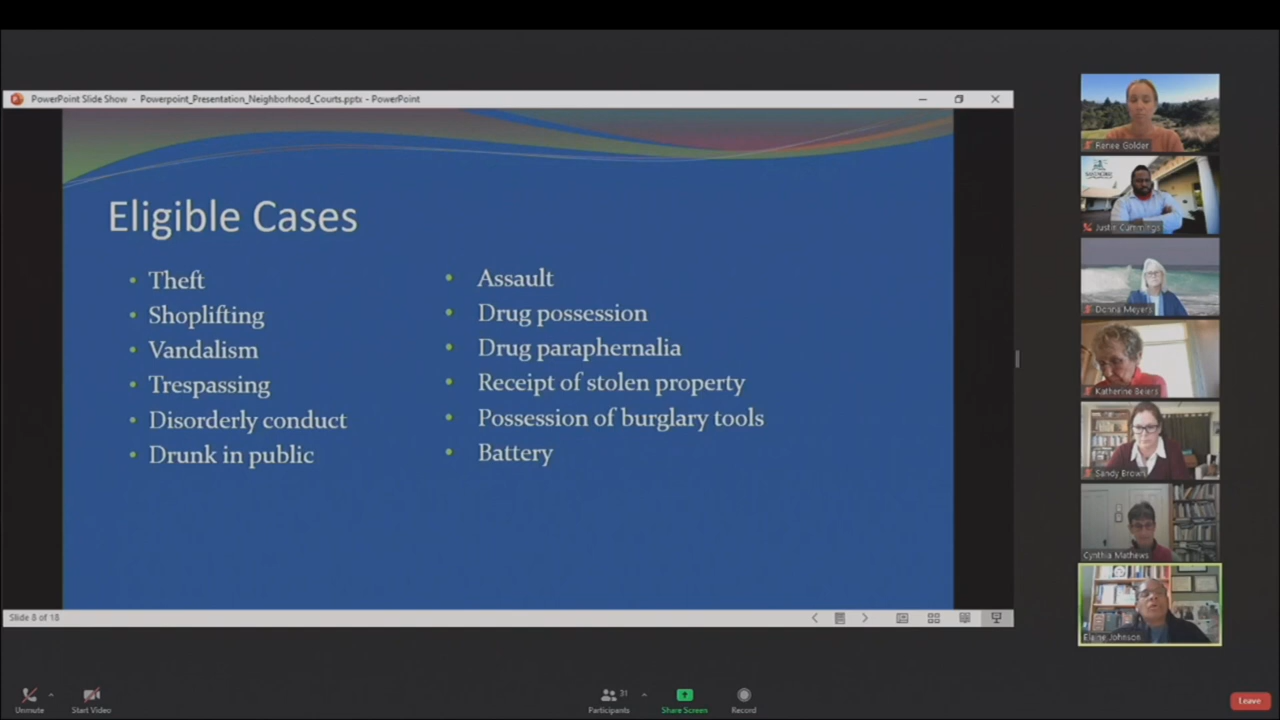 PowerPoint Slide Show - Powerpoint_Presentation_Neighborhood_Courts.pptx - PowerPoint
Eligible Cases
• Theft
• Shoplifting
• Vandalism
• Trespassing
• Disorderly conduct
• Drunk in public
• Assault
• Drug possession
• Drug paraphernalia
• Receipt of stolen property
• Possession of burglary tools
• Battery
Slide 8 of 18
Renee Golder
Justin Cummings
Donna Meyers
Katherine Beiers
Sandy Brown
Cynthia Mathews
Elaine Johnson
Unmute
Start Video
Participants
31
Share Screen
Record
Leave